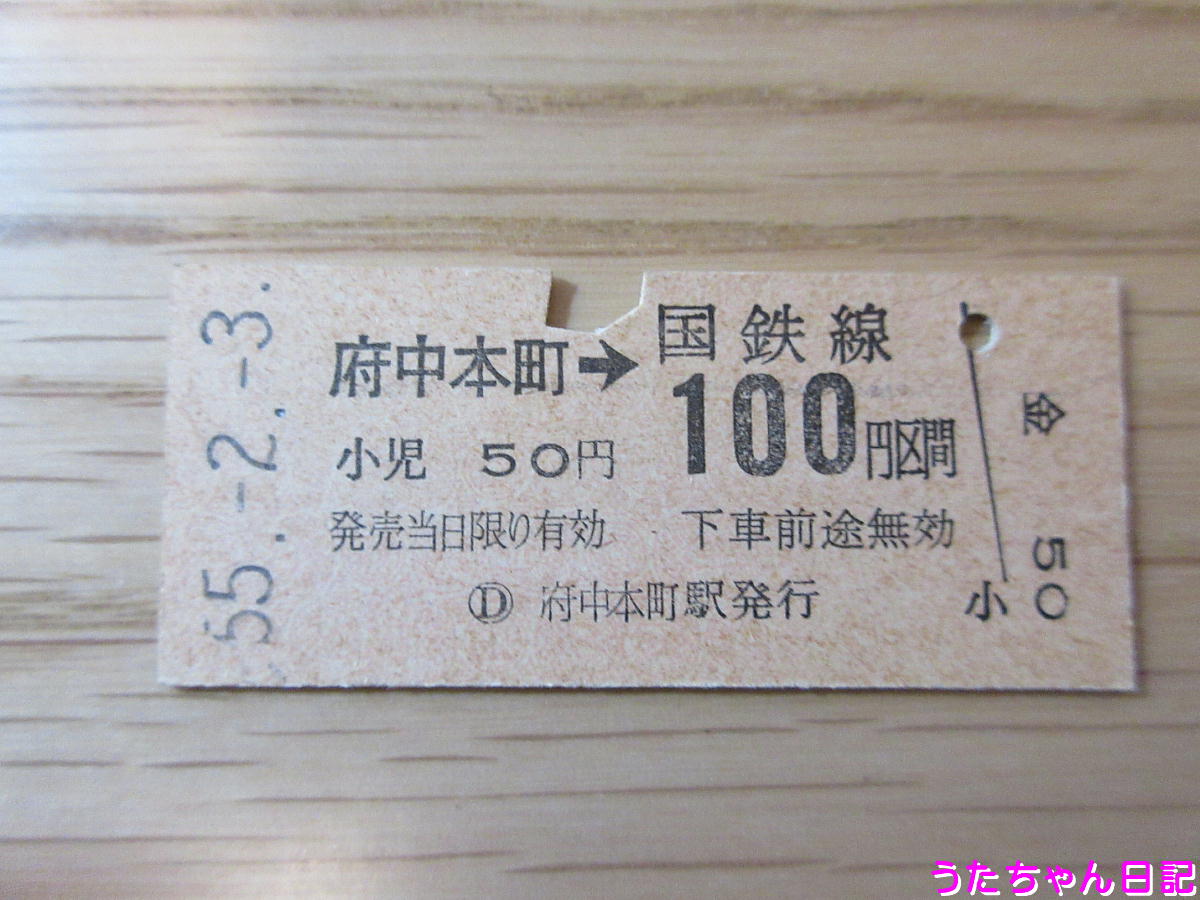 55.-2.-3.
府中本町→国鉄線
100円区間
小児 50円
発売当日限り有効 下車前途無効
Ⓓ 府中本町駅発行
小
金 50
うたちゃん日記